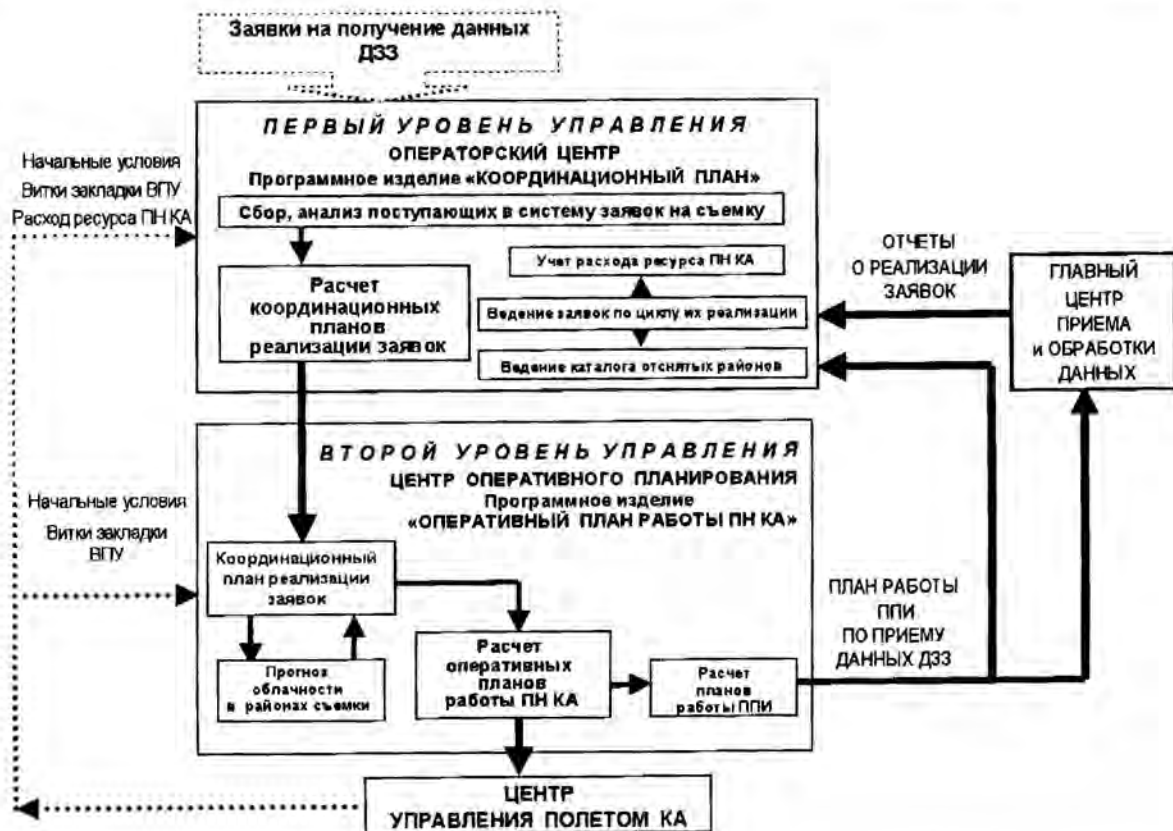 Заявки на получение данных
ДЗЗ
ПЕРВЫЙ УРОВЕНЬ УПРАВЛЕНИЯ
ОПЕРАТОРСКИЙ ЦЕНТР
Программное изделие «КООРДИНАЦИОННЫЙ ПЛАН»
Сбор, анализ поступающих в систему заявок на съемку
Начальные условия
Витки закладки ВПУ
Расход ресурса ПН КА
Расчет
координационных
планов
реализации заявок
Учет расхода ресурса ПН КА
Ведение заявок по циклу их реализации
Ведение каталога отснятых районов
ОТЧЕТЫ
О РЕАЛИЗАЦИИ
ЗАЯВОК
ГЛАВНЫЙ
ЦЕНТР
ПРИЕМА
и ОБРАБОТКИ
ДАННЫХ
ВТОРОЙ УРОВЕНЬ УПРАВЛЕНИЯ
ЦЕНТР ОПЕРАТИВНОГО ПЛАНИРОВАНИЯ
Программное изделие
«ОПЕРАТИВНЫЙ ПЛАН РАБОТЫ ПН КА»
Начальные условия
Витки закладки
ВПУ
Координационный
план реализации
заявок
Прогноз
облачности
в районах съемки
Расчет
оперативных
планов
работы ПН КА
Расчет
планов
работы ППИ
ПЛАН РАБОТЫ
ППИ
ПО ПРИЕМУ
ДАННЫХ ДЗЗ
ЦЕНТР
УПРАВЛЕНИЯ ПОЛЕТОМ КА